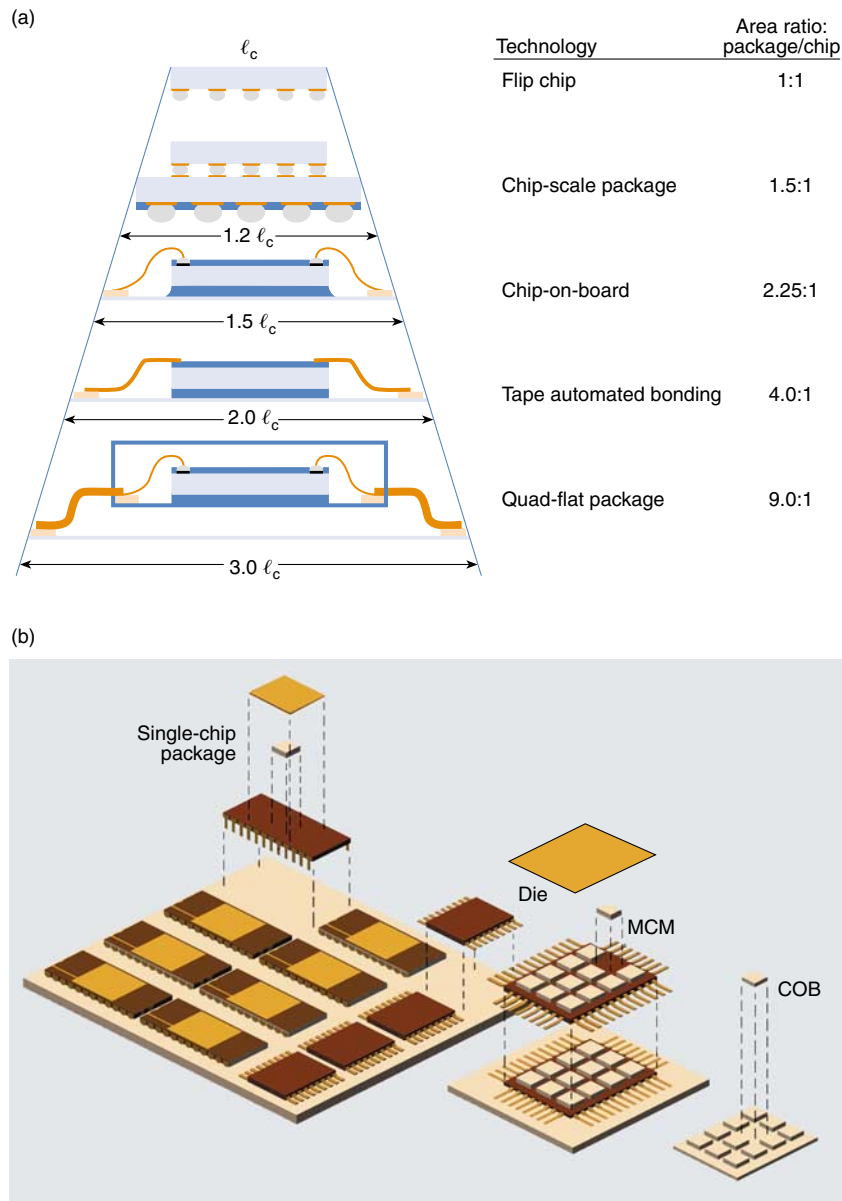 (a)
ℓc
Technology
Area ratio:
package/chip
Flip chip
1:1
Chip-scale package
1.5:1
1.2 ℓc
Chip-on-board
2.25:1
1.5 ℓc
Tape automated bonding
4.0:1
2.0 ℓc
Quad-flat package
9.0:1
3.0 ℓc
(b)
Single-chip
package
Die
MCM
COB